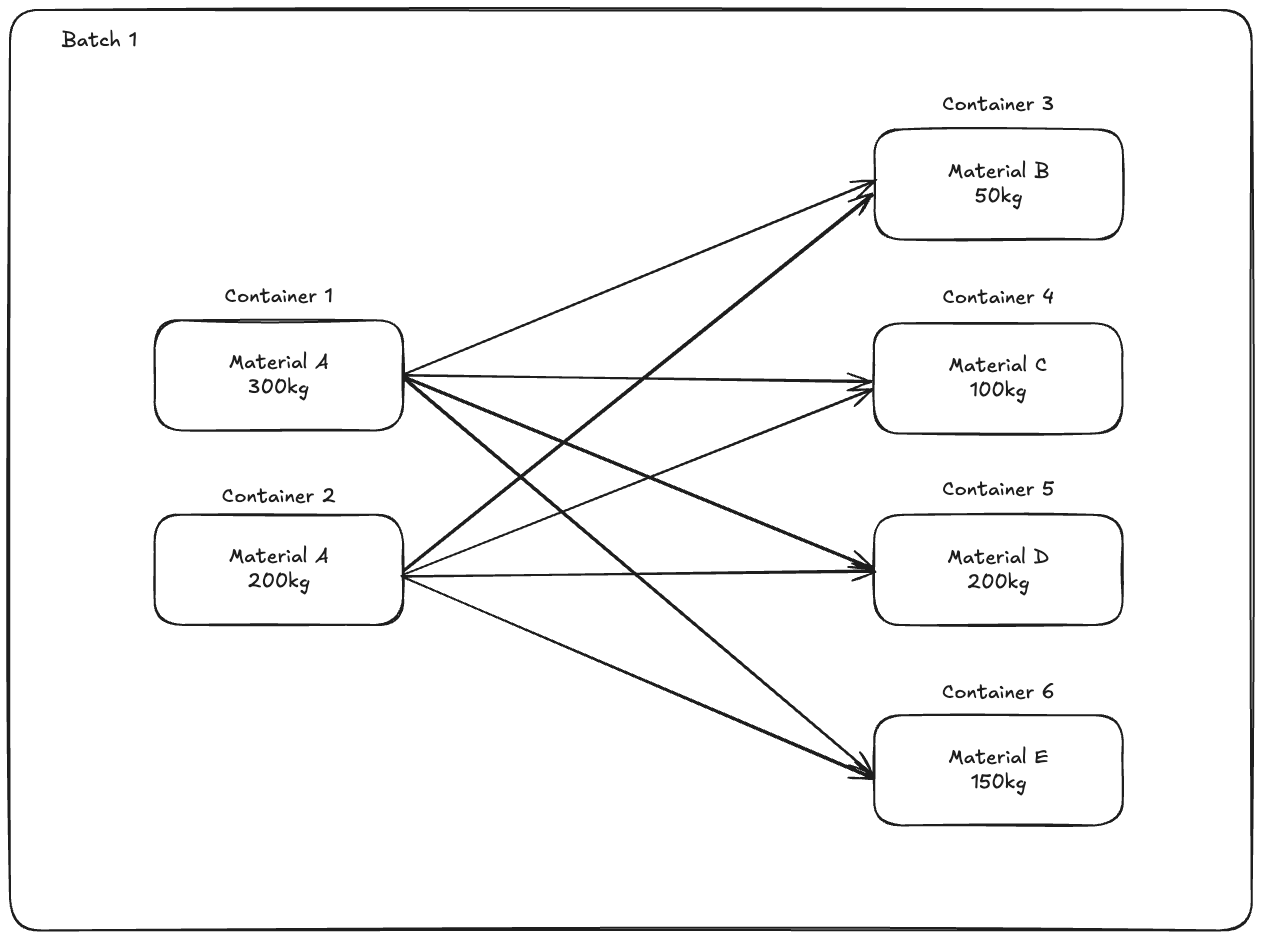 Batch 1
Container 1
Material A
300kg
Container 2
Material A
200kg
Container 3
Material B
50kg
Container 4
Material C
100kg
Container 5
Material D
200kg
Container 6
Material E
150kg